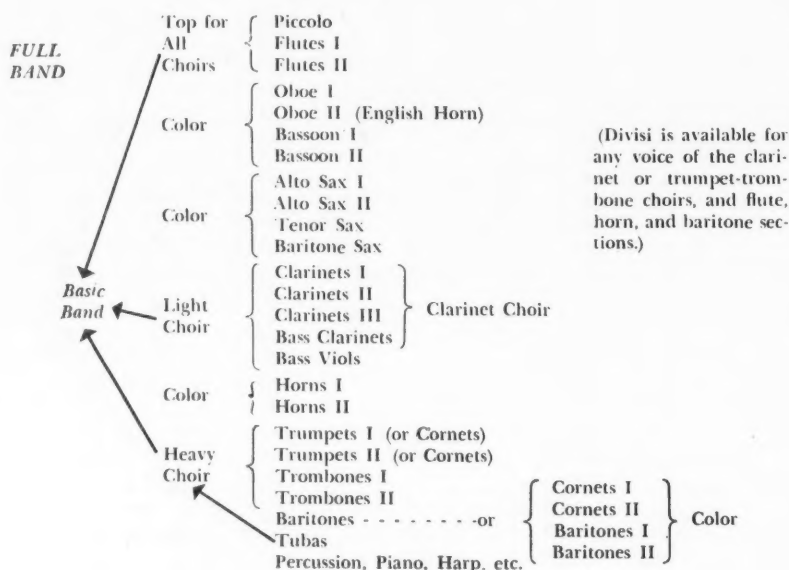 FULL
BAND
Top for
All
Choirs
Piccolo
Flutes I
Flutes II
Color
Oboe I
Oboe II (English Horn)
Bassoon I
Bassoon II
(Divisi is available for
any voice of the clari-
net or trumpet-trom-
bone choirs, and flute,
horn, and baritone sec-
tions.)
Color
Alto Sax I
Alto Sax II
Tenor Sax
Baritone Sax
Basic
Band
Light
Choir
Clarinets I
Clarinets II
Clarinets III
Bass Clarinets
Bass Viols
Clarinet Choir
Color
Horns I
Horns II
Heavy
Choir
Trumpets I (or Cornets)
Trumpets II (or Cornets)
Trombones I
Trombones II
Baritones - - - - - - -or
Tubas
Percussion, Piano, Harp, etc.
Cornets I
Cornets II
Baritones I
Baritones II
Color